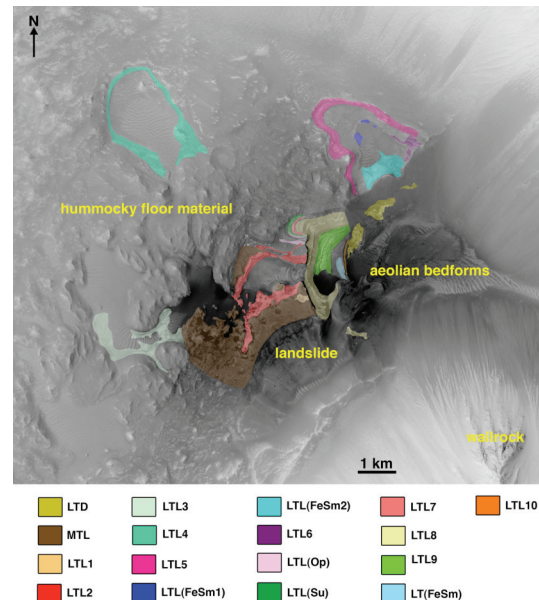 N
hummocky floor material
aeolian bedforms
landslide
wallrock
1 km
LTD LTL3 LTL(FeSm2) LTL7 LTL10
MTL LTL4 LTL6 LTL8
LTL1 LTL5 LTL(Op) LTL9
LTL2 LTL(FeSm1) LTL(Su) LT(FeSm)